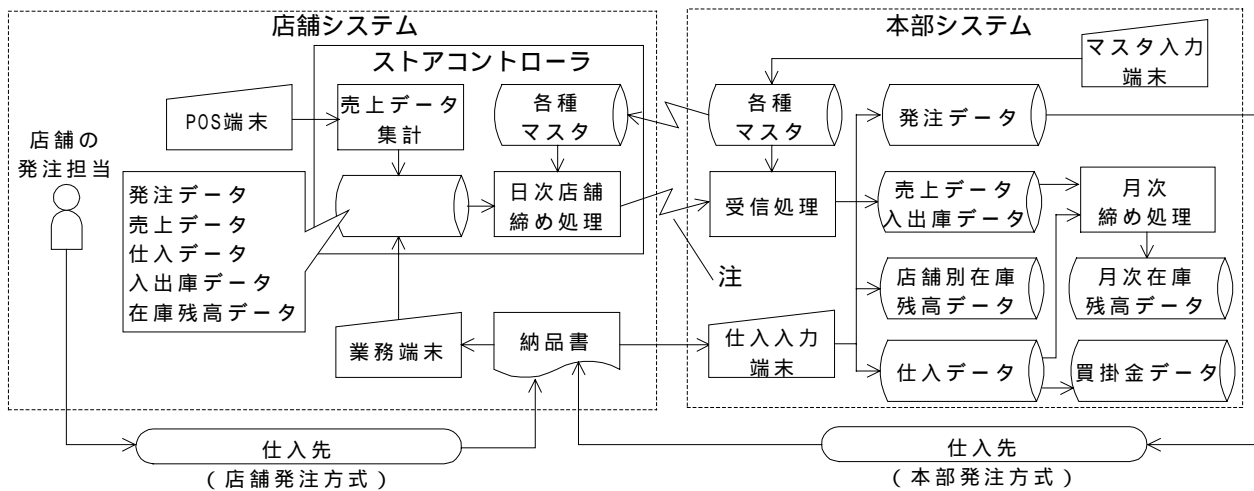 店舗システム
本部システム
ストアコントローラ
マスタ入力
端末
POS端末
売上データ
集計
各種
マスタ
各種
マスタ
発注データ
店舗の
発注担当
発注データ
売上データ
仕入データ
入出庫データ
在庫残高データ
日次店舗
締め処理
受信処理
売上データ
入出庫データ
月次
締め処理
注
店舗別在庫
残高データ
月次在庫
残高データ
業務端末
納品書
仕入入力
端末
仕入データ
買掛金データ
仕入先
(店舗発注方式)
仕入先
(本部発注方式)